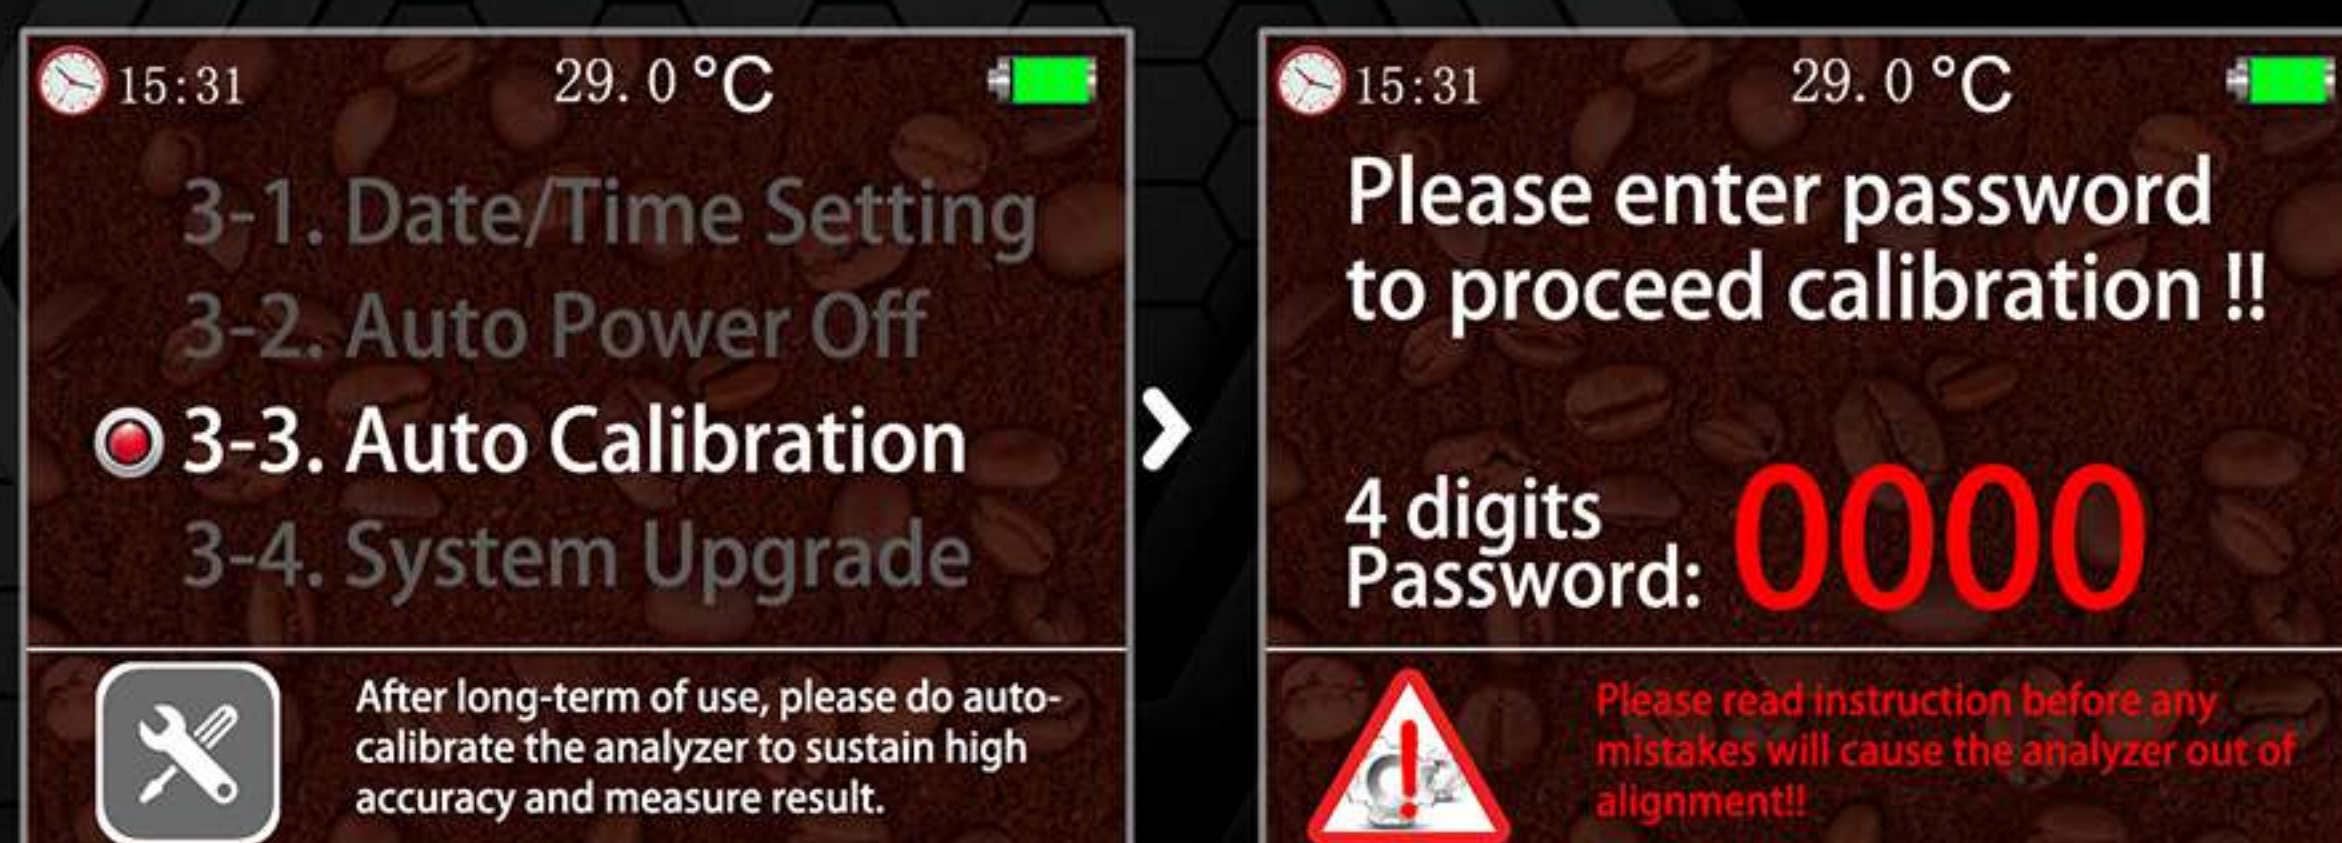 15:31 29.0 °C
3-1. Date/Time Setting
3-2. Auto Power Off
3-3. Auto Calibration
3-4. System Upgrade
After long-term of use, please do auto-
calibrate the analyzer to sustain high
accuracy and measure result.
15:31 29.0 °C
Please enter password
to proceed calibration !!
4 digits
Password: 0000
Please read instruction before any
mistakes will cause the analyzer out of
alignment!!